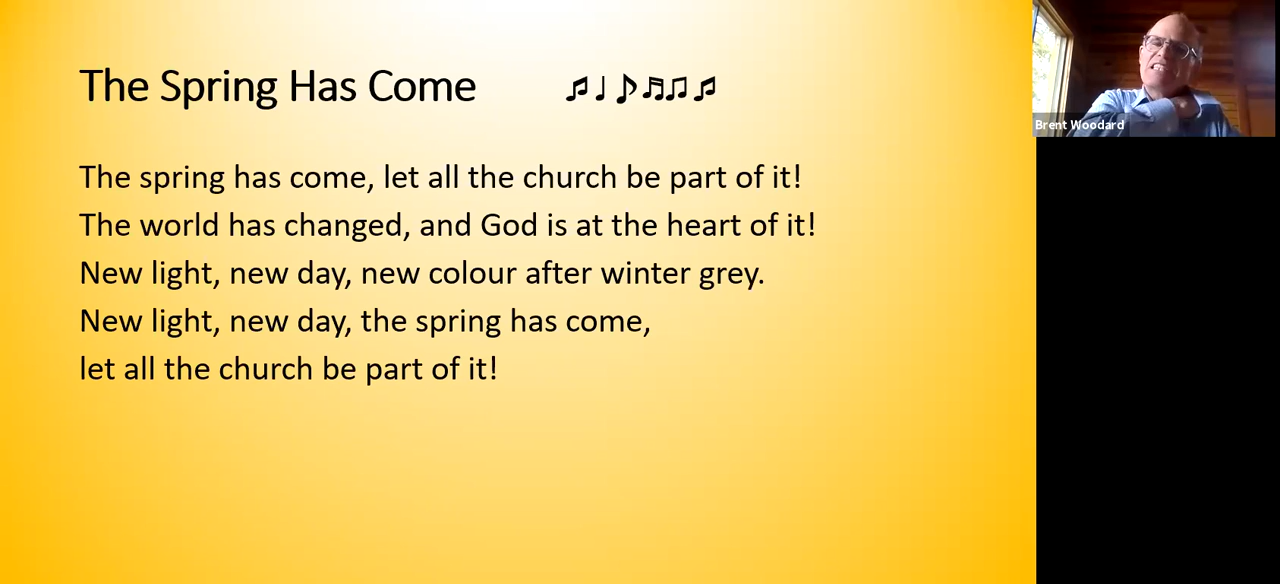 The Spring Has Come ♫ ♩ ♪ ♬ ♫ ♫
The spring has come, let all the church be part of it!
The world has changed, and God is at the heart of it!
New light, new day, new colour after winter grey.
New light, new day, the spring has come,
let all the church be part of it!
Brent Woodard